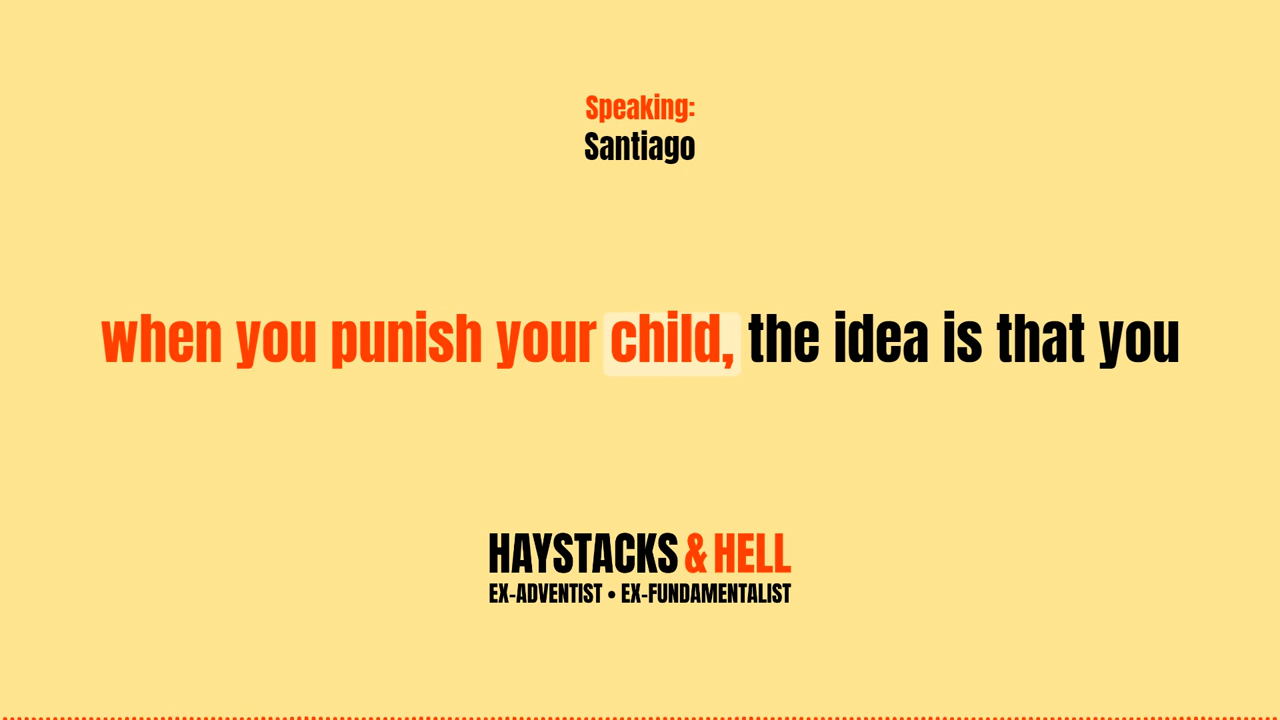 Speaking:
Santiago
when you punish your child, the idea is that you
HAYSTACKS & HELL
EX-ADVENTIST • EX-FUNDAMENTALIST